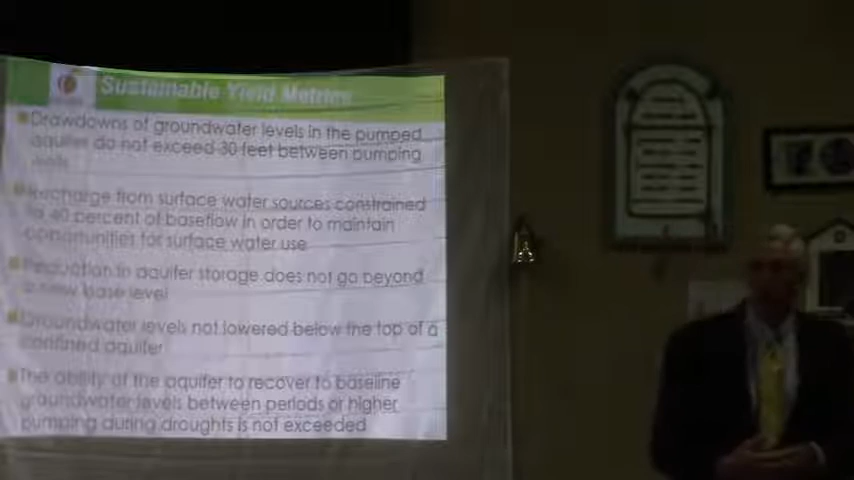 Sustainable Yield Metrics
Drawdowns of groundwater levels in the pumped
aquifer do not exceed 30 feet between pumping
wells
Recharge from surface water sources constrained
to 40 percent of baseflow in order to maintain
opportunities for surface water use
Reduction in aquifer storage does not go beyond
a new base level
Groundwater levels not lowered below the top of a
confined aquifer
The ability of the aquifer to recover to baseline
groundwater levels between periods of higher
pumping during droughts is not exceeded